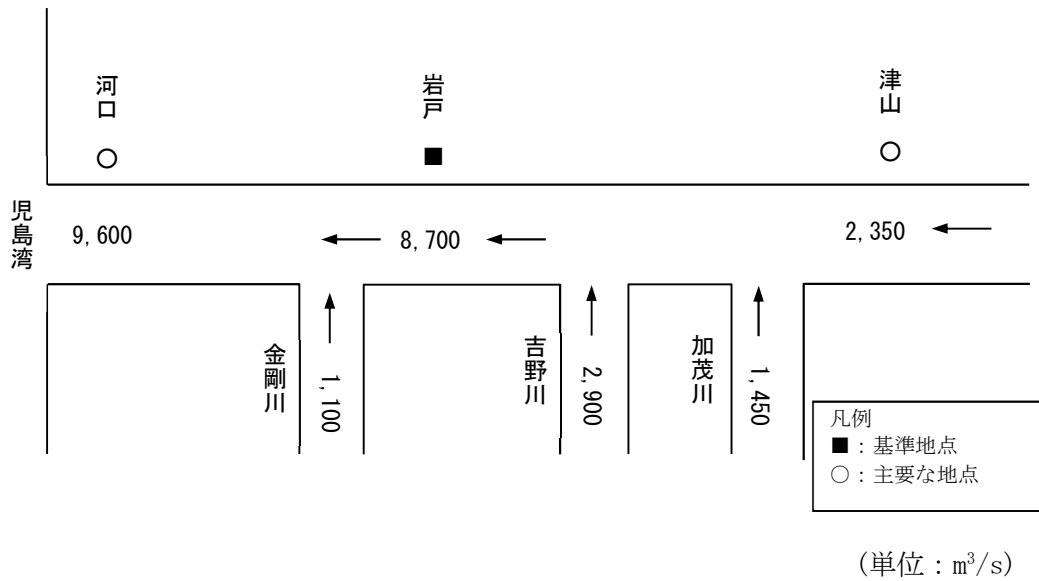 河口
岩戸
津山
○
■
○
児島湾
9,600
8,700
2,350
金剛川
1,100
吉野川
2,900
加茂川
1,450
凡例
■:基準地点
○:主要な地点
(単位:m³/s)